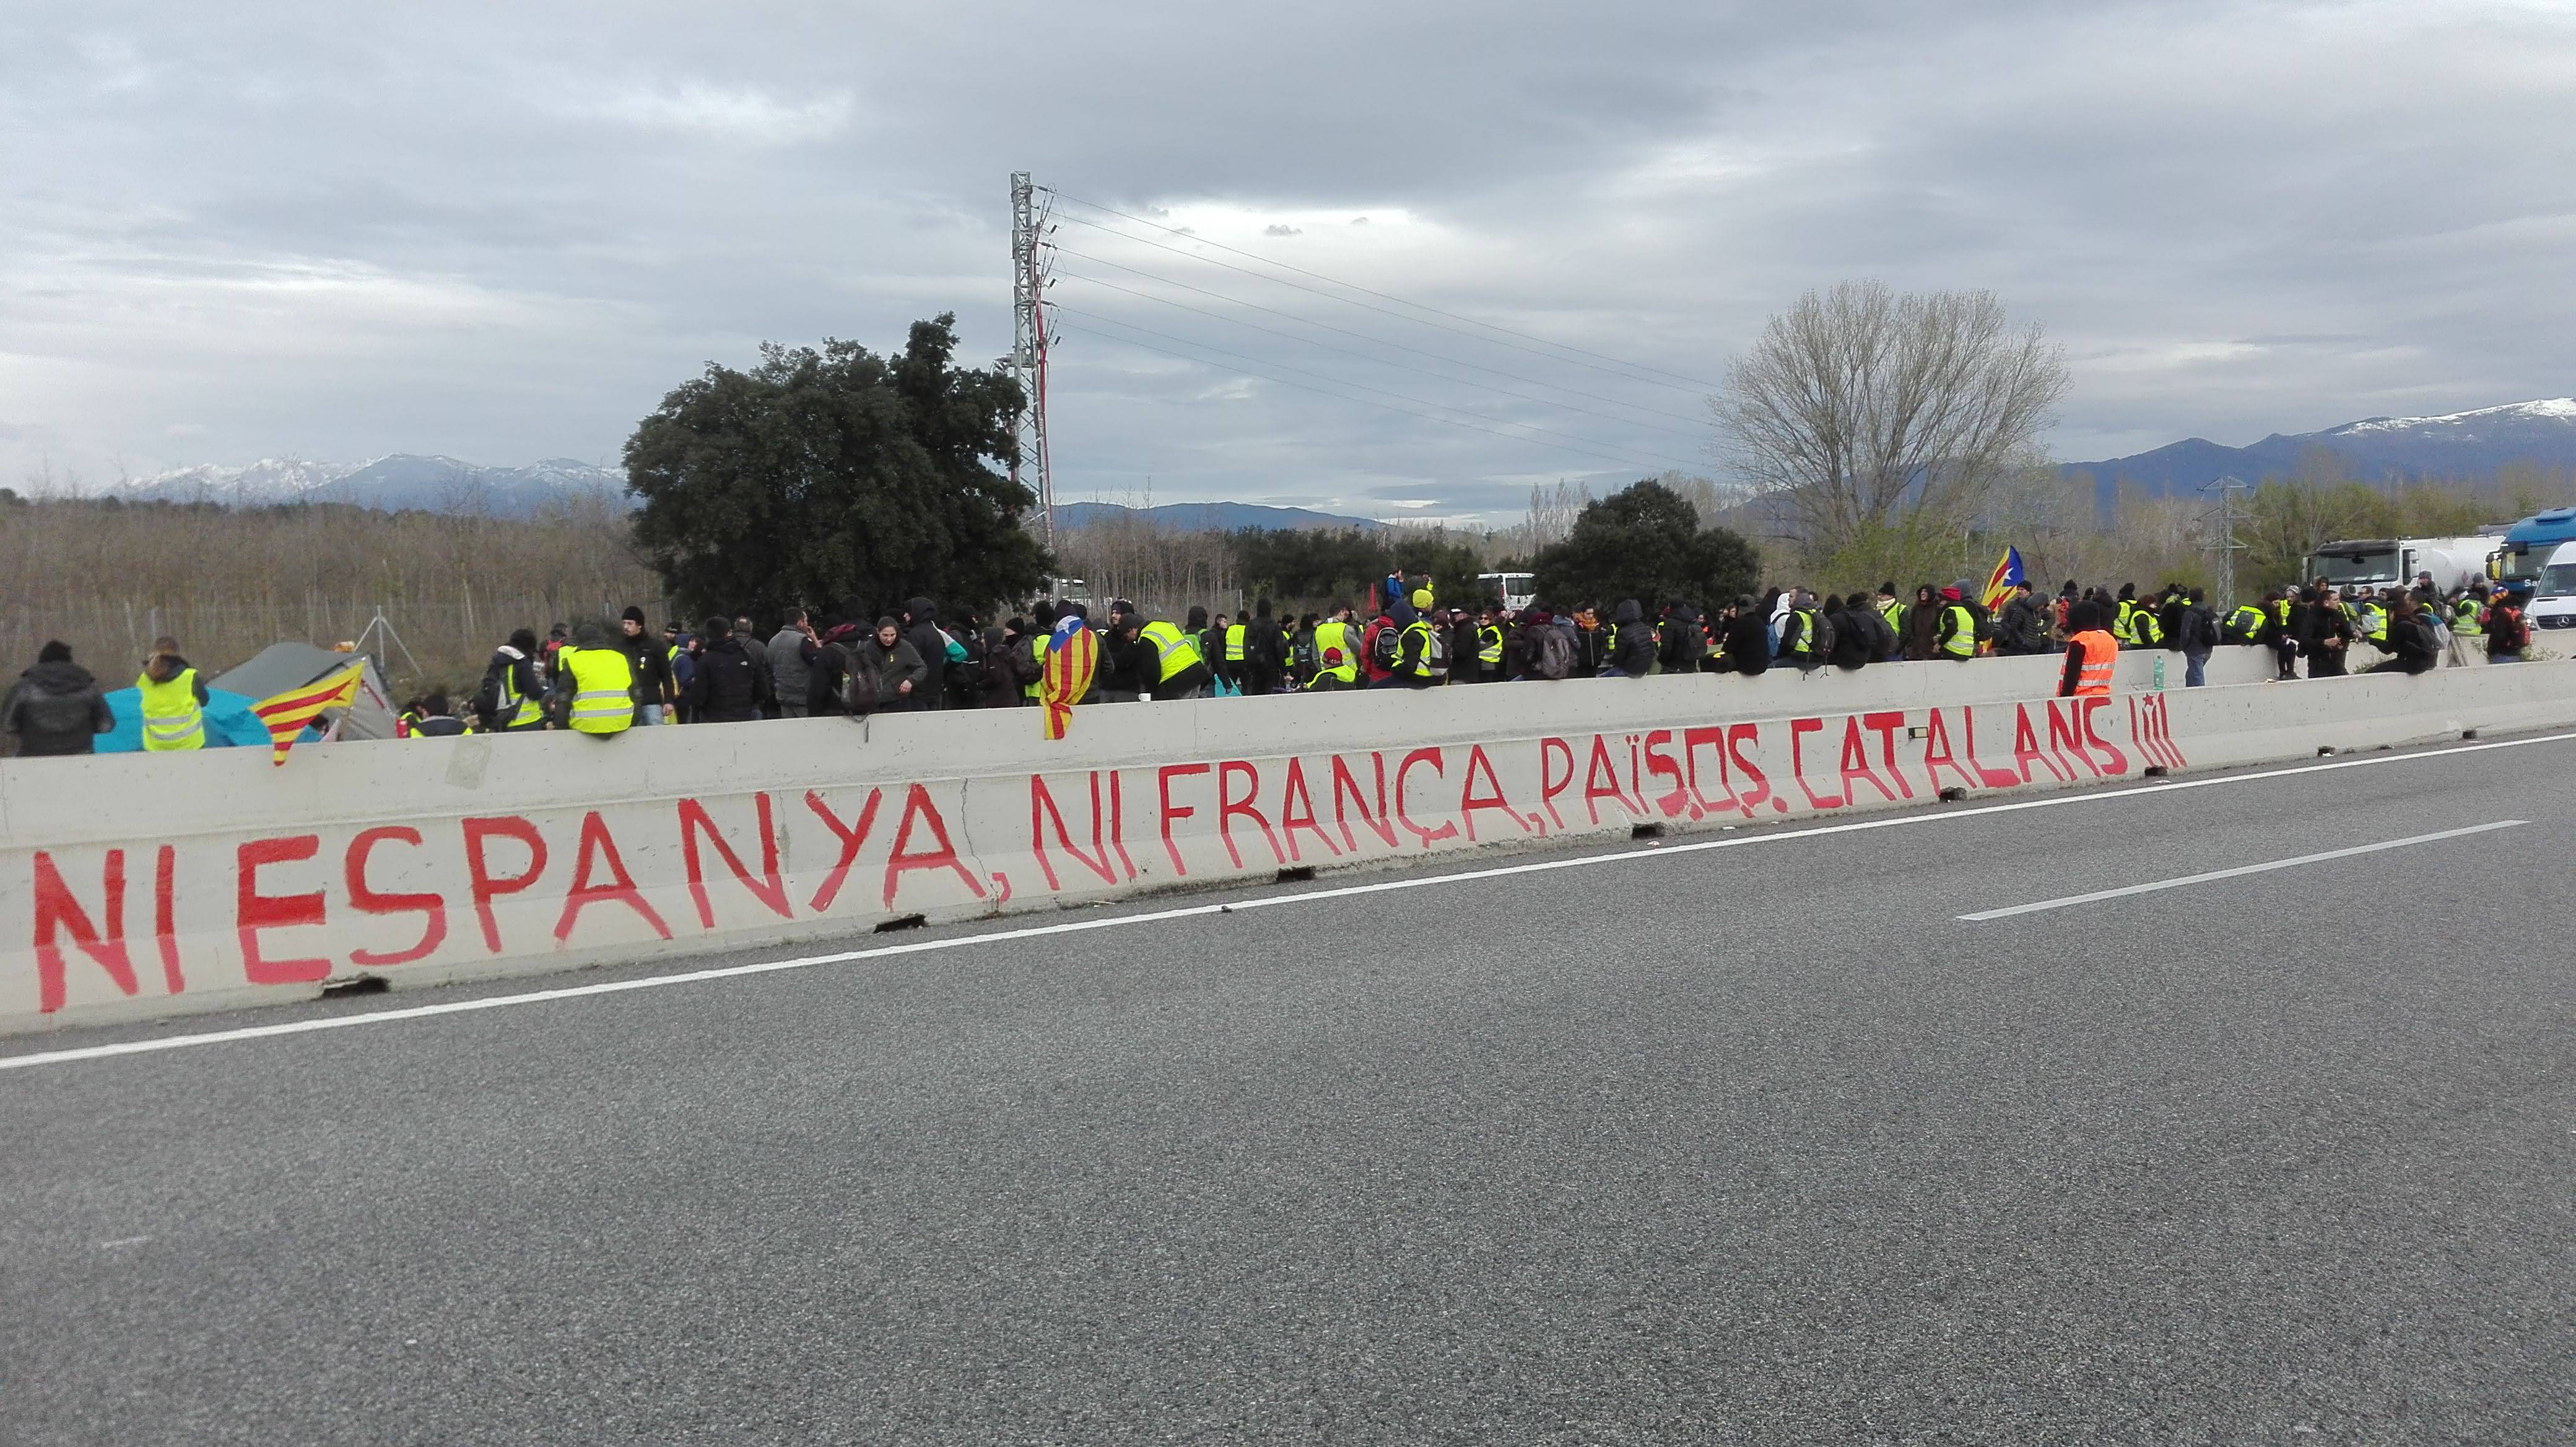 NI ESPANYA, NI FRANÇA, PAÏSOS CATALANS